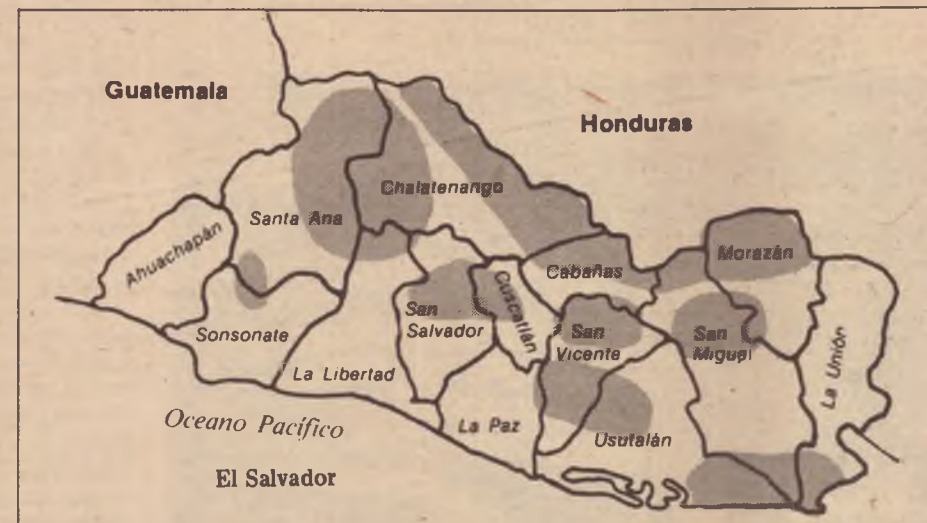 Guatemala
Honduras
Chalatenango
Santa Ana
Ahuachapán
Morazán
Cabañas
Cuscatlán
San
Salvador
San
Vicente
San
Miguel
Sonsonate
La Libertad
La Unión
La Paz
Usutalán
Oceano Pacífico
El Salvador